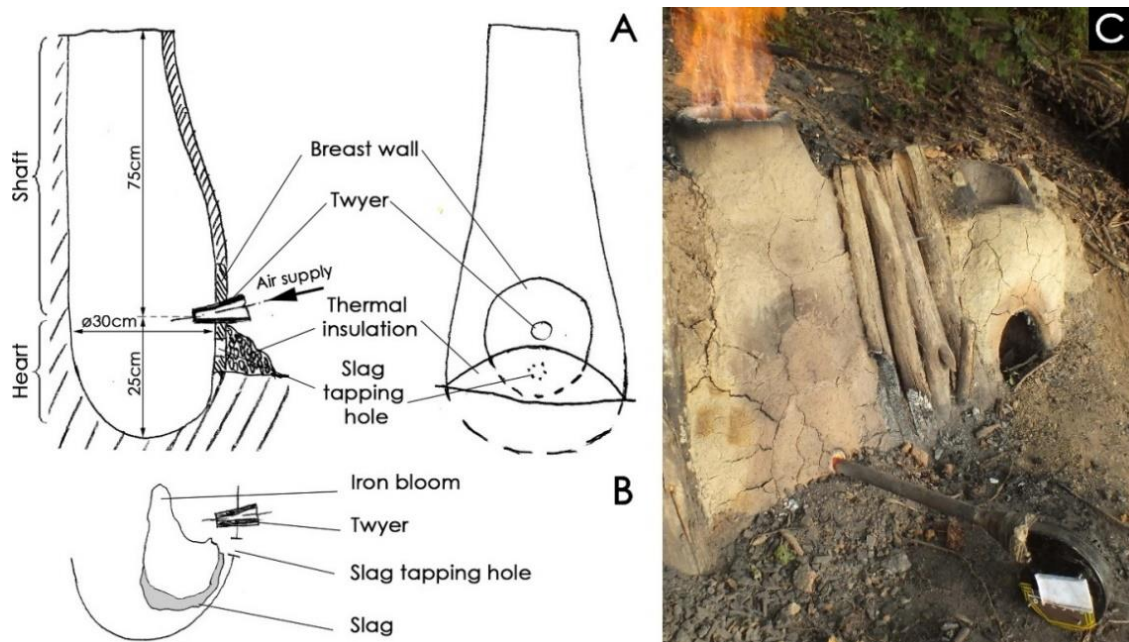 A
Shaft
75cm
Breast wall
Twyer
Air supply
Thermal
insulation
ø30cm
Heart
25cm
Slag
tapping
hole
B
Iron bloom
Twyer
Slag tapping hole
Slag
C